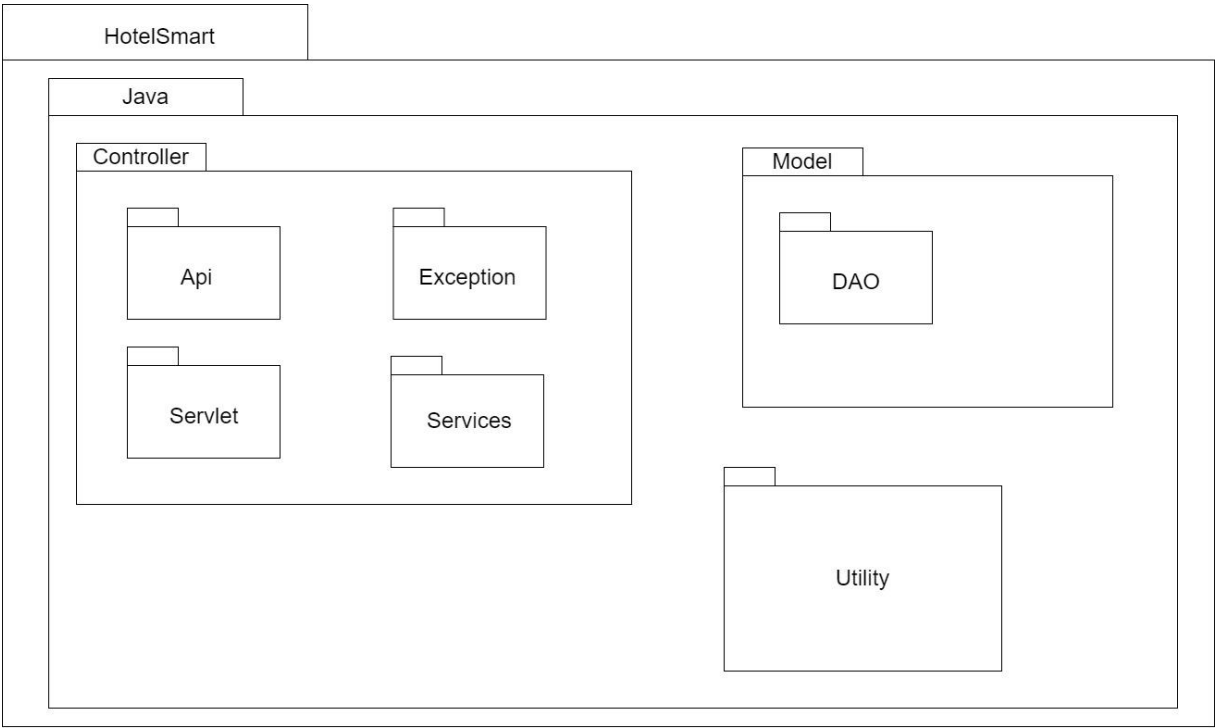 HotelSmart
Java
Controller
Model
Api
Exception
DAO
Servlet
Services
Utility